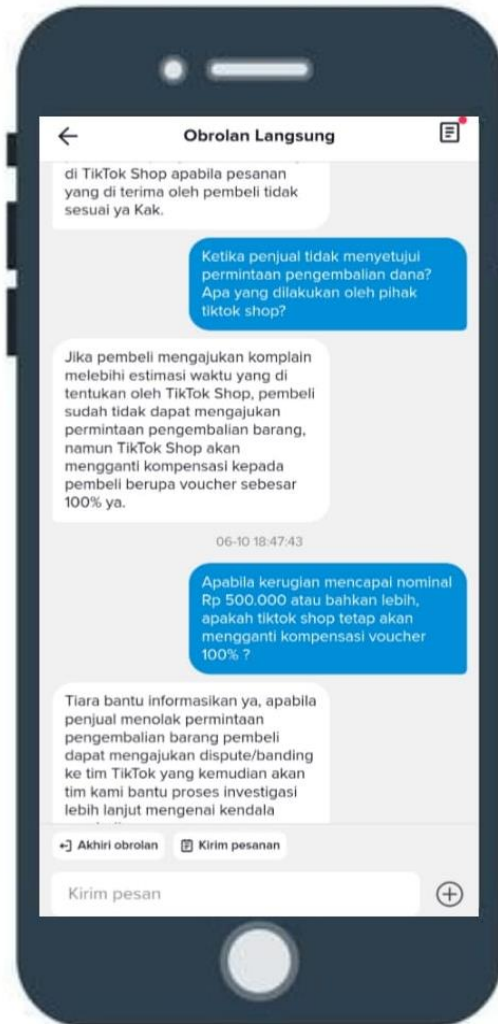 Obrolan Langsung
di TikTok Shop apabila pesanan
yang di terima oleh pembeli tidak
sesuai ya Kak.
Ketika penjual tidak menyetujui
permintaan pengembalian dana?
Apa yang dilakukan oleh pihak
tiktok shop?
Jika pembeli mengajukan komplain
melebihi estimasi waktu yang di
tentukan oleh TikTok Shop, pembeli
sudah tidak dapat mengajukan
permintaan pengembalian barang,
namun TikTok Shop akan
mengganti kompensasi kepada
pembeli berupa voucher sebesar
100% ya.
06-10 18:47:43
Apabila kerugian mencapai nominal
Rp 500.000 atau bahkan lebih,
apakah tiktok shop tetap akan
mengganti kompensasi voucher
100% ?
Tiara bantu informasikan ya, apabila
penjual menolak permintaan
pengembalian barang pembeli
dapat mengajukan dispute/banding
ke tim TikTok yang kemudian akan
tim kami bantu proses investigasi
lebih lanjut mengenai kendala
Akhiri obrolan
Kirim pesanan
Kirim pesan